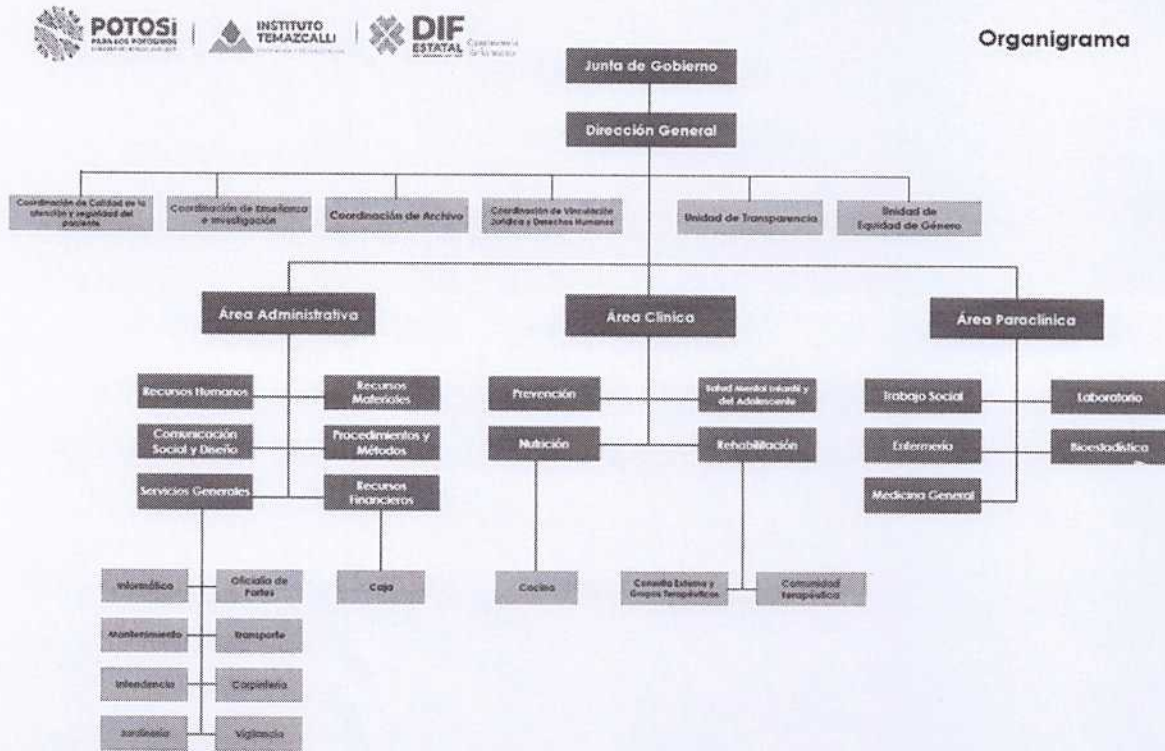 POTOSÍ
PARA LOS POTOSINOS
INSTITUTO
TEMAZCALLI
DIF
ESTATAL
Organigrama
Junta de Gobierno
Dirección General
Coordinación de Calidad en la
atención y seguridad del
paciente
Coordinación de Enseñanza
e Investigación
Coordinación de Archivo
Coordinación de Vinculación
Jurídica y Derechos Humanos
Unidad de Transparencia
Unidad de
Equidad de Género
Área Administrativa
Área Clínica
Área Paraclínica
Recursos Humanos
Recursos
Materiales
Prevención
Salud Mental Infantil y
del Adolescente
Trabajo Social
Laboratorio
Comunicación
Social y Diseño
Procedimientos y
Métodos
Nutrición
Rehabilitación
Enfermería
Bioestadística
Servicios Generales
Recursos
Financieros
Medicina General
Informática
Oficialía de
Partes
Caja
Cocina
Consulta Externa y
Grupos Terapéuticos
Comunidad
Terapéutica
Mantenimiento
Transporte
Intendencia
Carpintería
Jardinería
Vigilancia